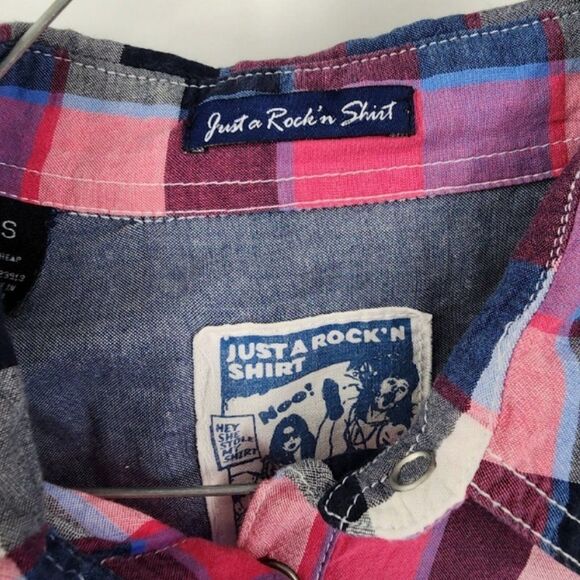 Just a Rock'n Shirt
S
JUST A ROCK'N
SHIRT
NOO!
HEY
SHE
STOLE
MY
SHIRT